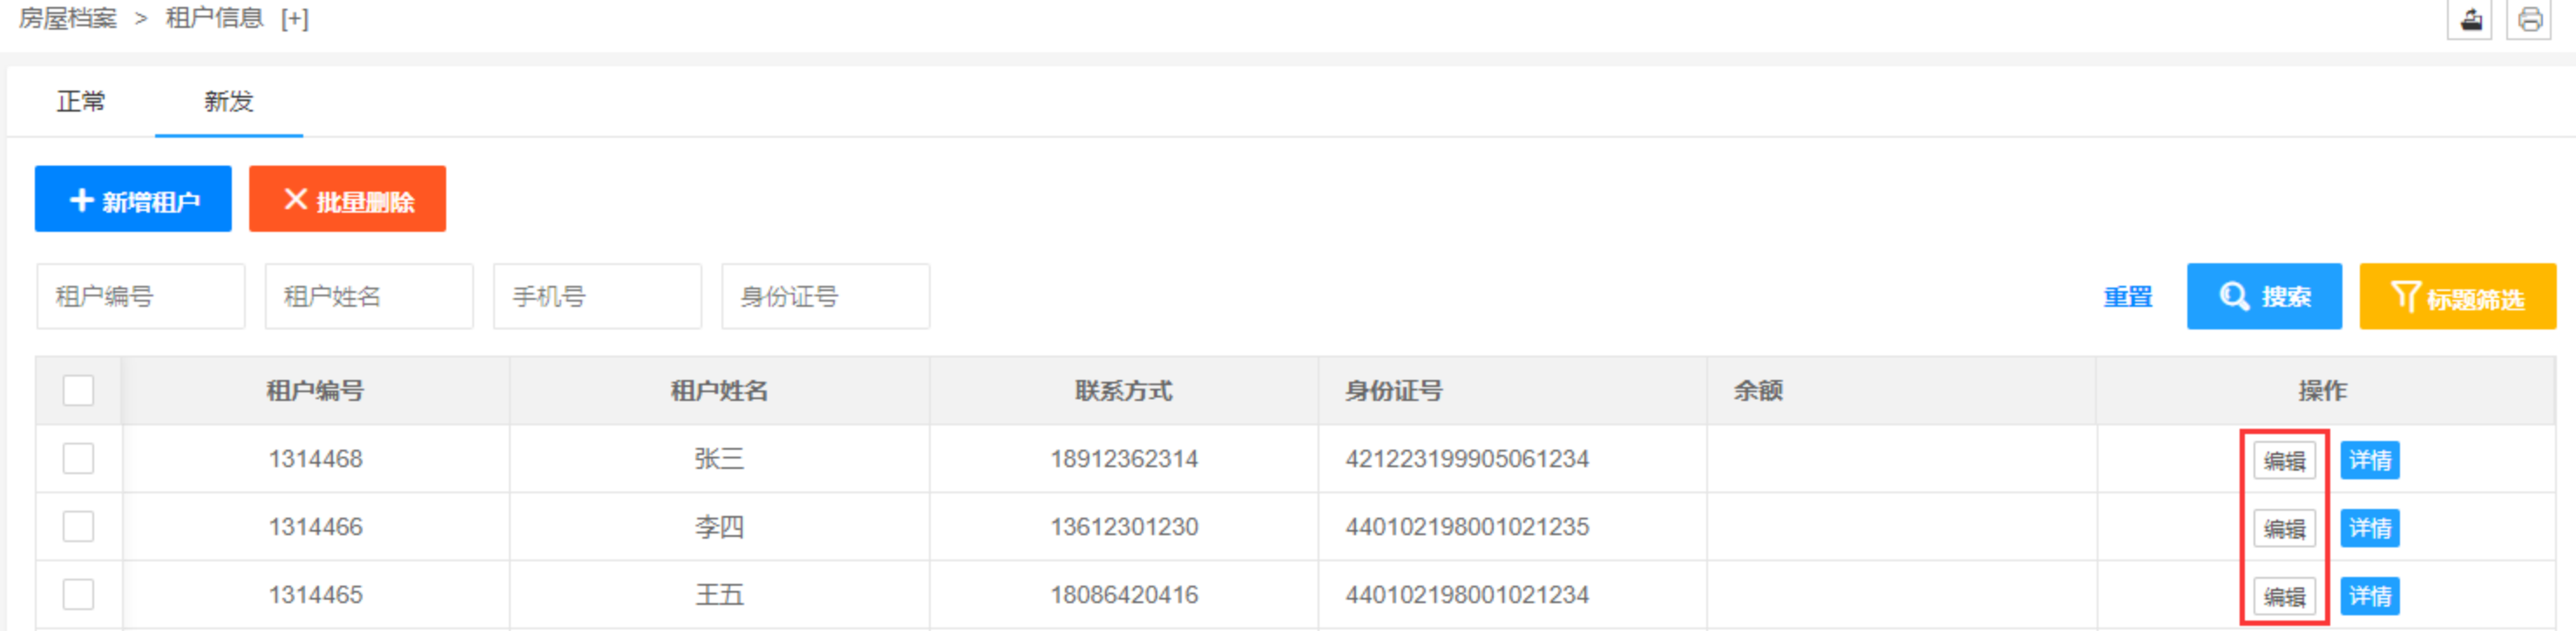 房屋档案 > 租户信息 [+]
正常 新发
新增租户 批量删除
租户编号 租户姓名 手机号 身份证号 重置 搜索 标题筛选
租户编号 租户姓名 联系方式 身份证号 余额 操作
1314468 张三 18912362314 421223199905061234 编辑 详情
1314466 李四 13612301230 440102198001021235 编辑 详情
1314465 王五 18086420416 440102198001021234 编辑 详情